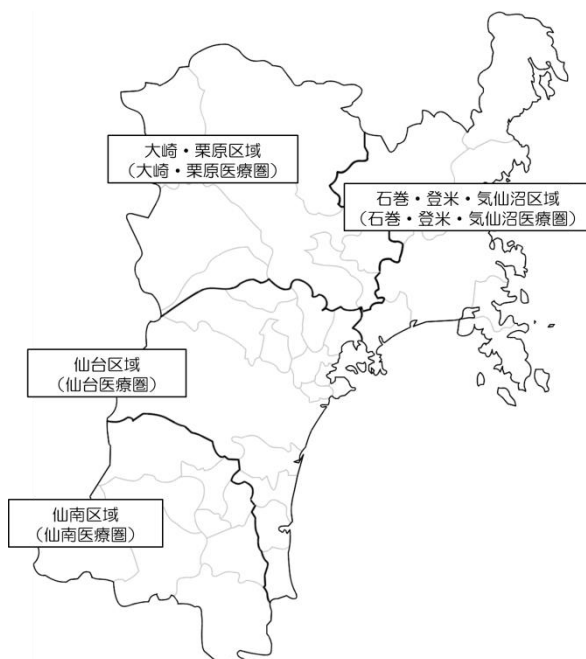 大崎・栗原区域
（大崎・栗原医療圏）
石巻・登米・気仙沼区域
（石巻・登米・気仙沼医療圏）
仙台区域
（仙台医療圏）
仙南区域
（仙南医療圏）